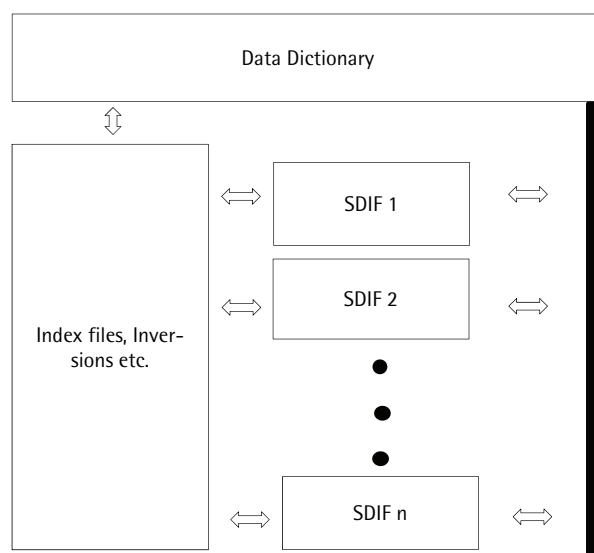 Data Dictionary
SDIF 1
SDIF 2
Index files, Inver-
sions etc.
SDIF n